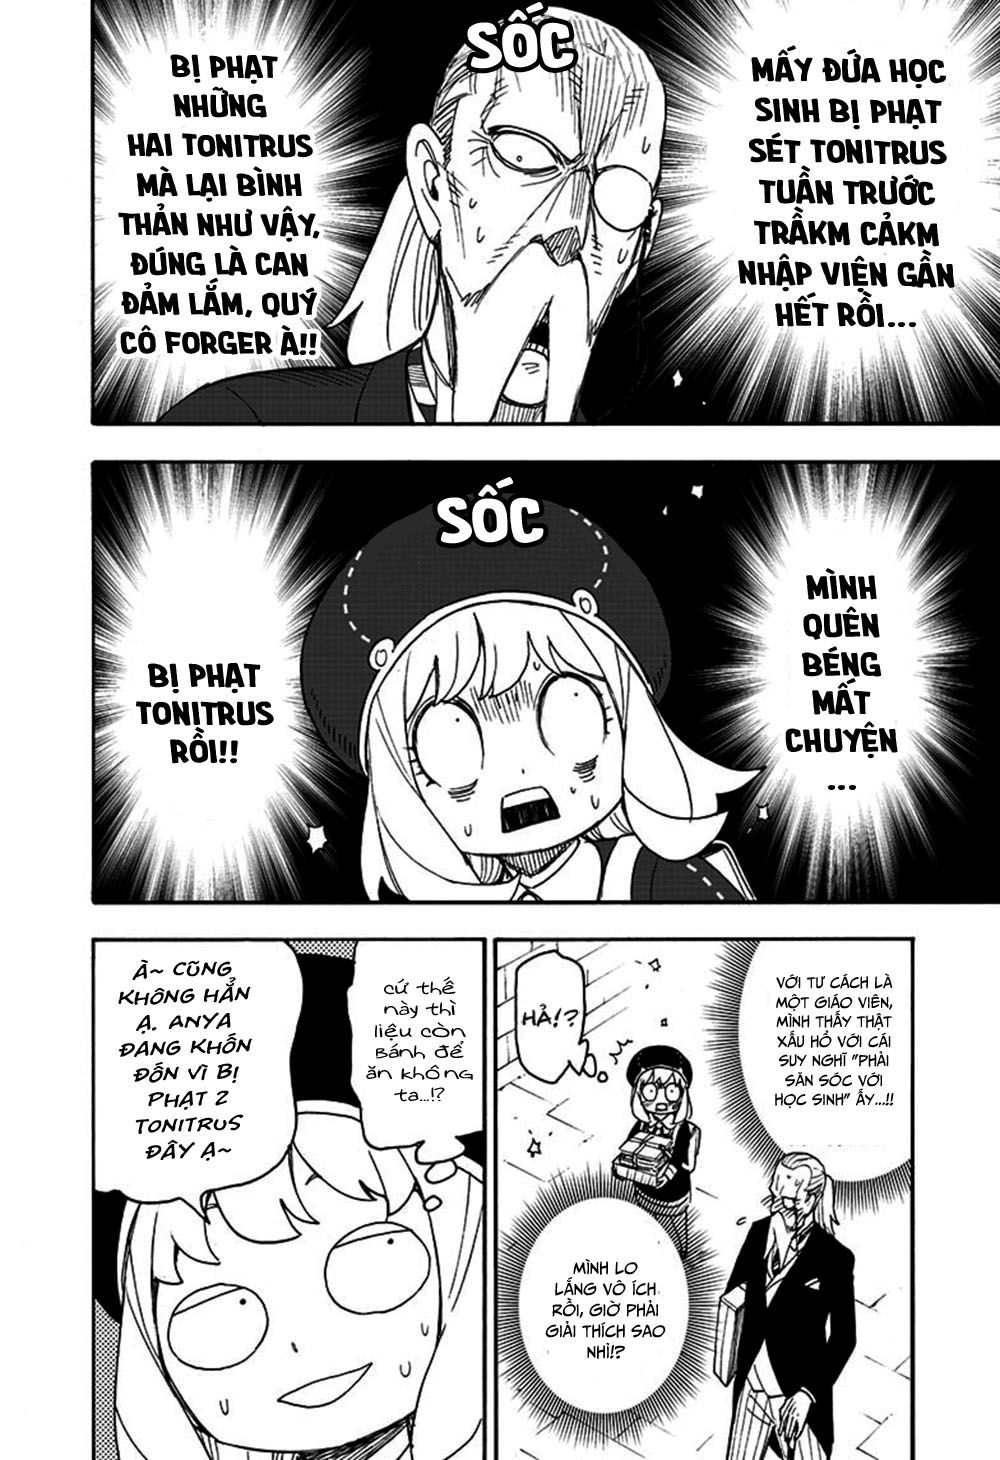 SỐC
MẤY ĐỨA HỌC
SINH BỊ PHẠT
SÉT TONITRUS
TUẦN TRƯỚC
TRẦKM CẢKM
NHẬP VIỆN GẦN
HẾT RỒI...
BỊ PHẠT
NHỮNG
HAI TONITRUS
MÀ LẠI BÌNH
THẢN NHƯ VẬY,
ĐÚNG LÀ CAN
ĐẢM LẮM, QUÝ
CÔ FORGER À!!
SỐC
MÌNH
QUÊN
BÉNG
MẤT
CHUYỆN
...
BỊ PHẠT
TONITRUS
RỒI!!
VỚI TƯ CÁCH LÀ
MỘT GIÁO VIÊN,
MÌNH THẤY THẬT
XẤU HỔ VỚI CÁI
SUY NGHĨ "PHẢI
SĂN SÓC VỚI
HỌC SINH" ẤY...!!
HẢ!?
MÌNH LO
LẮNG VÔ ÍCH
RỒI, GIỜ PHẢI
GIẢI THÍCH SAO
NHỈ!?
cứ thế
này thì
liệu còn
bánh để
ăn không
ta...!?
À~ CŨNG
KHÔNG HẲN
Ạ. ANYA
ĐANG KHỐN
ĐỐN VÌ BỊ
PHẠT 2
TONITRUS
ĐÂY Ạ~